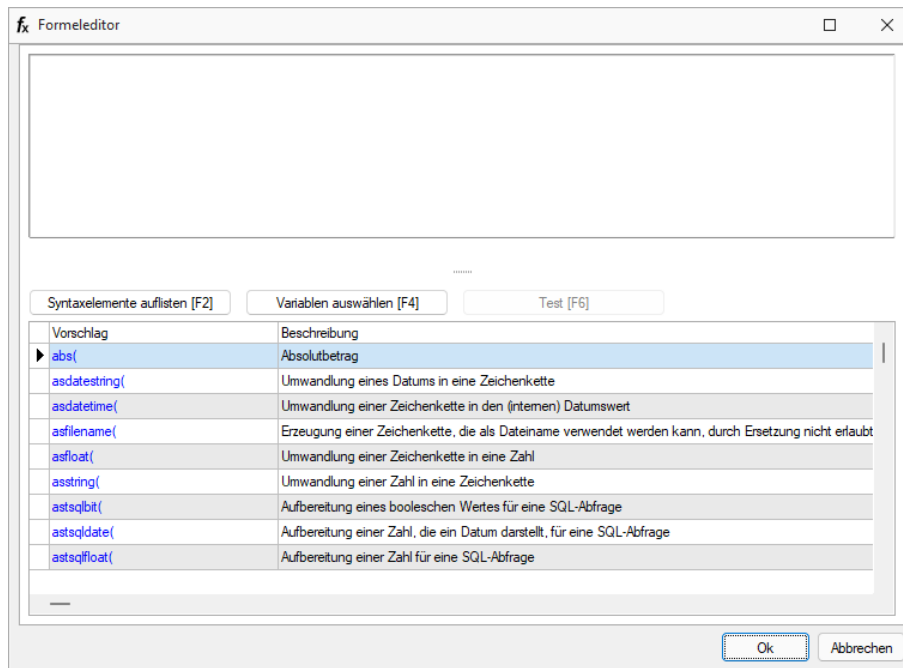 fx Formeleditor
Syntaxelemente auflisten [F2] Variablen auswählen [F4] Test [F6]
Vorschlag Beschreibung
abs( Absolutbetrag
asdatestring( Umwandlung eines Datums in eine Zeichenkette
asdatetime( Umwandlung einer Zeichenkette in den (internen) Datumswert
asfilename( Erzeugung einer Zeichenkette, die als Dateiname verwendet werden kann, durch Ersetzung nicht erlaubt
asfloat( Umwandlung einer Zeichenkette in eine Zahl
asstring( Umwandlung einer Zahl in eine Zeichenkette
astsqlbit( Aufbereitung eines booleschen Wertes für eine SQL-Abfrage
astsqldate( Aufbereitung einer Zahl, die ein Datum darstellt, für eine SQL-Abfrage
astsqlfloat( Aufbereitung einer Zahl für eine SQL-Abfrage
Ok Abbrechen